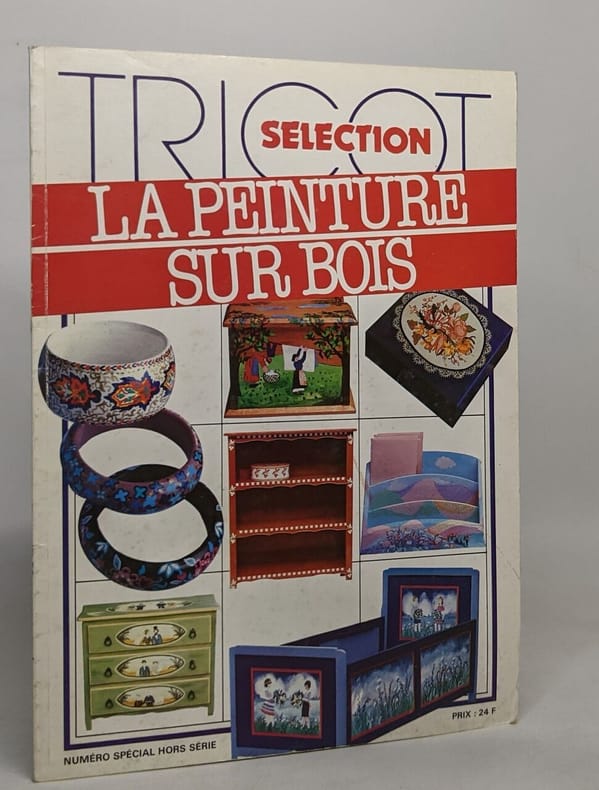 TRICOT
SELECTION
LA PEINTURE
SUR BOIS
PRIX : 24 F
NUMÉRO SPÉCIAL HORS SÉRIE